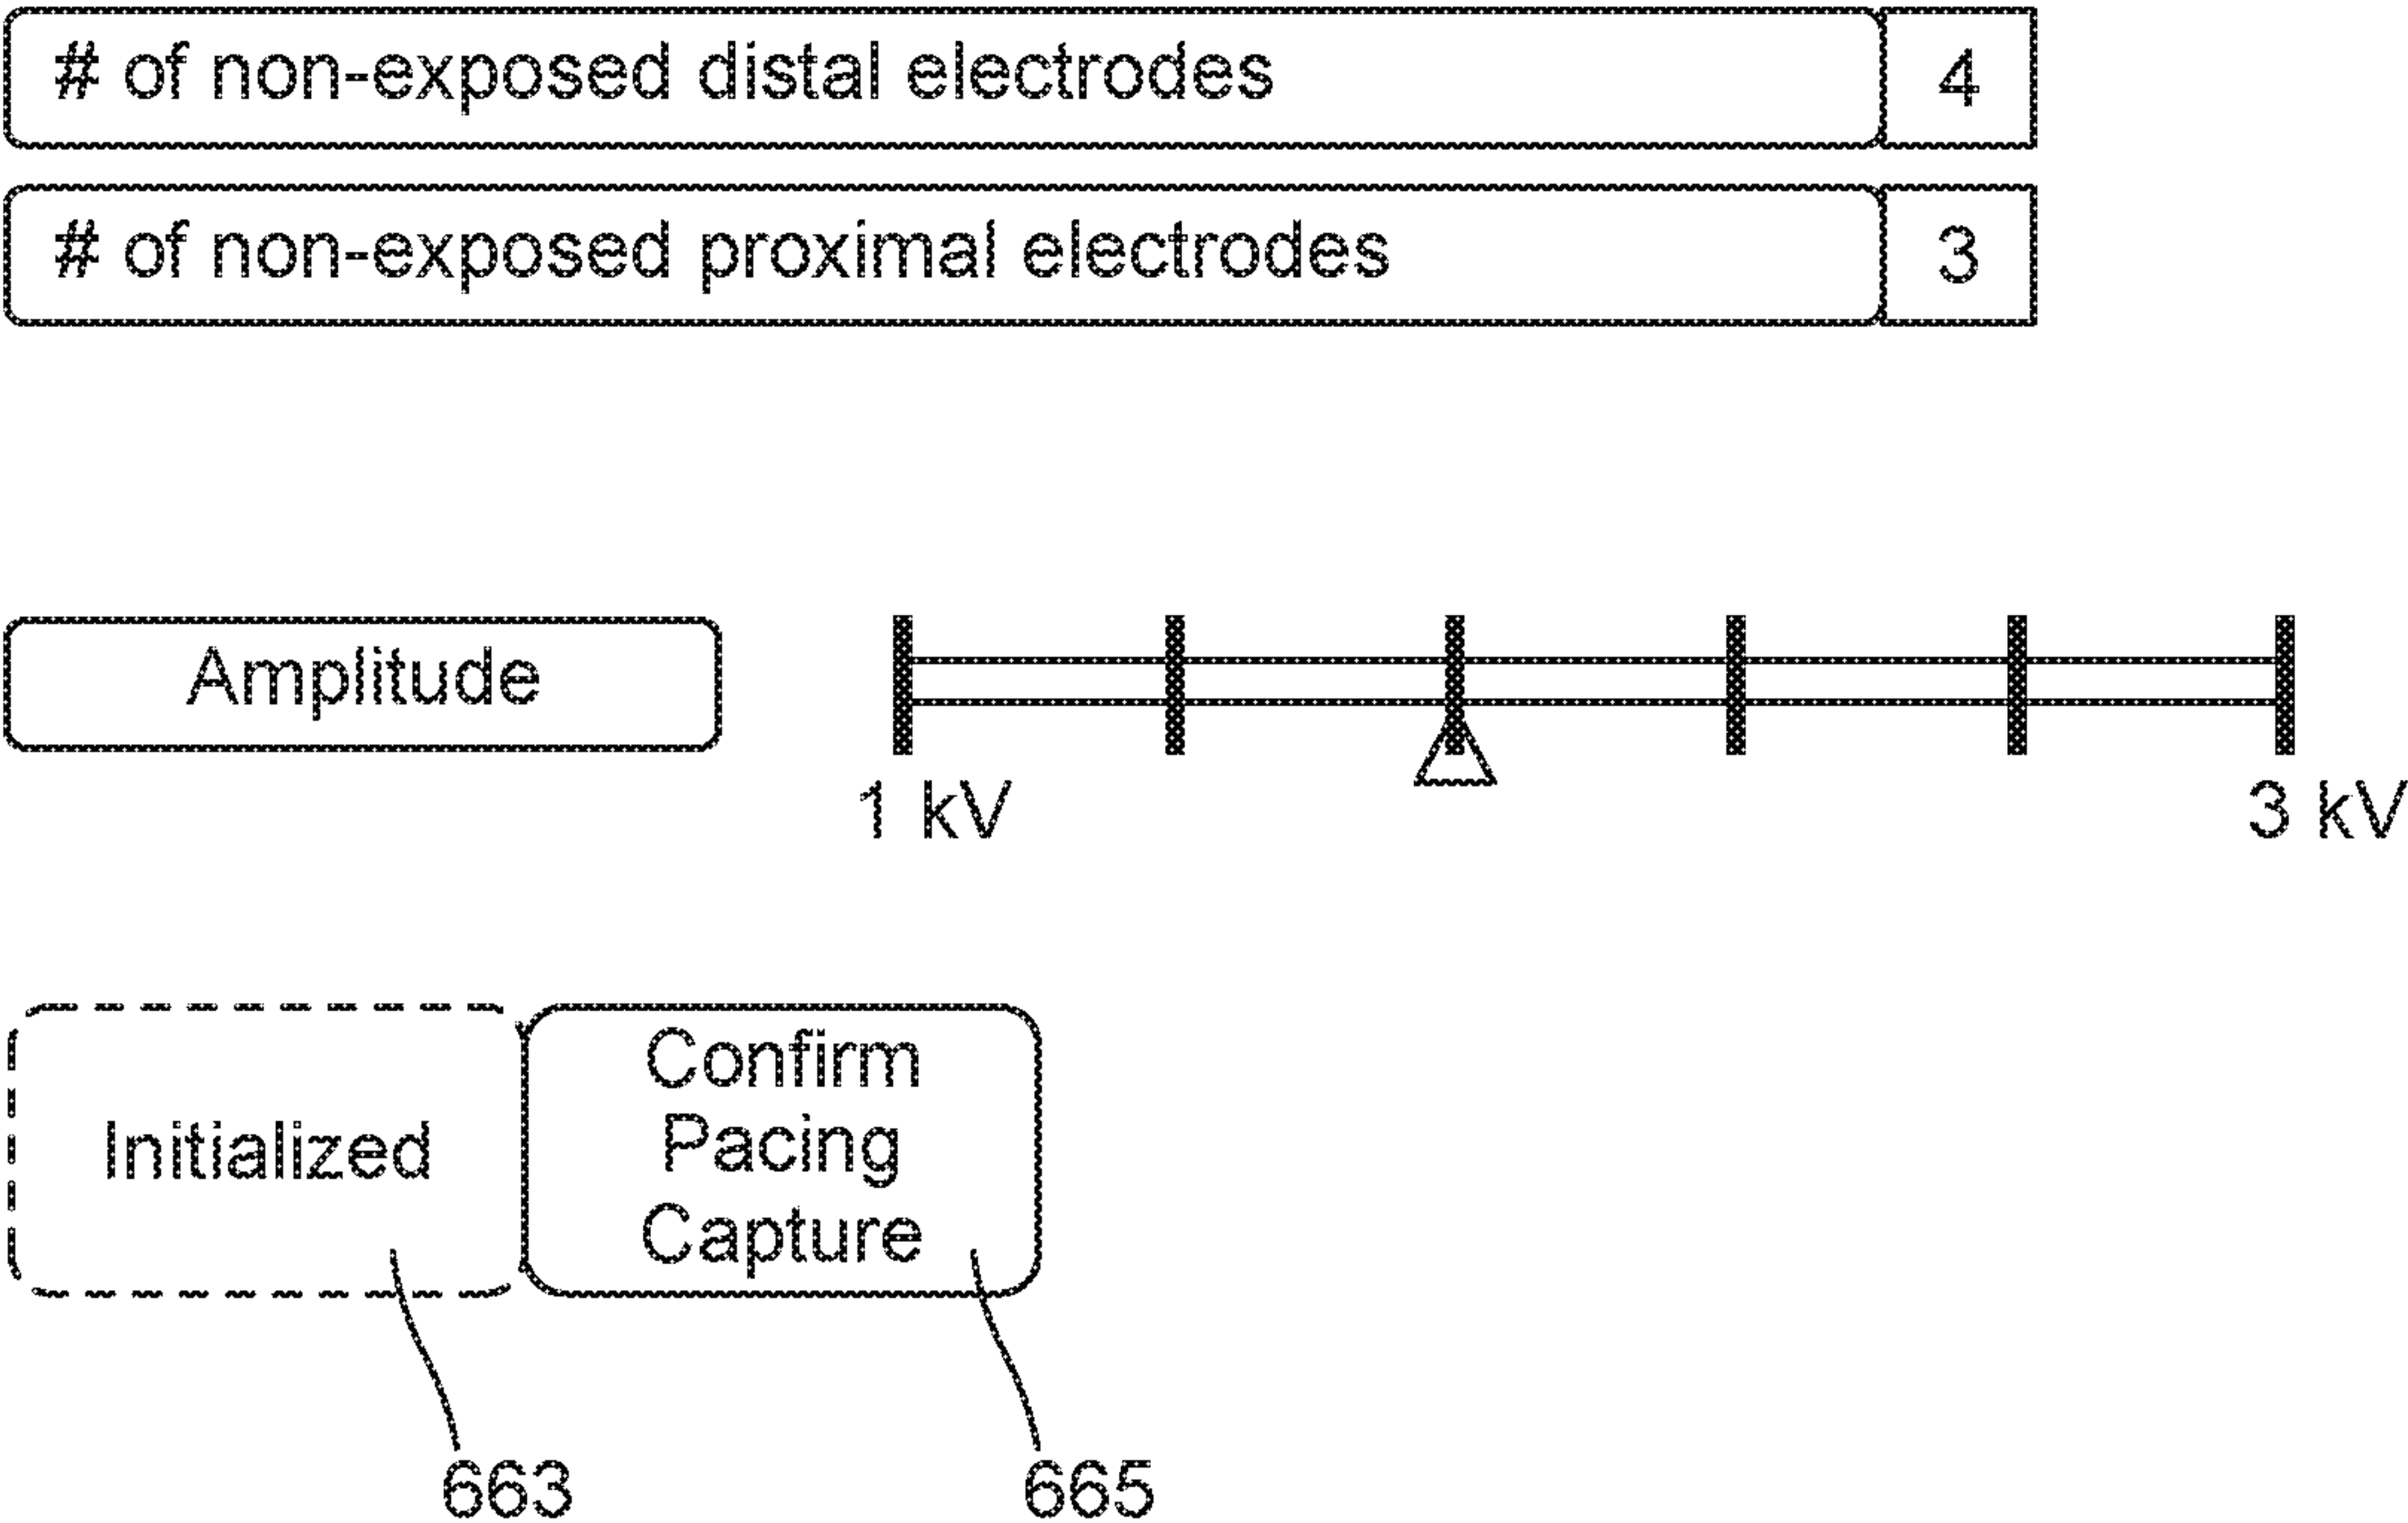 # of non-exposed distal electrodes 4
# of non-exposed proximal electrodes 3
Amplitude
1 kV 3 kV
Initialized
Confirm
Pacing
Capture
663 665